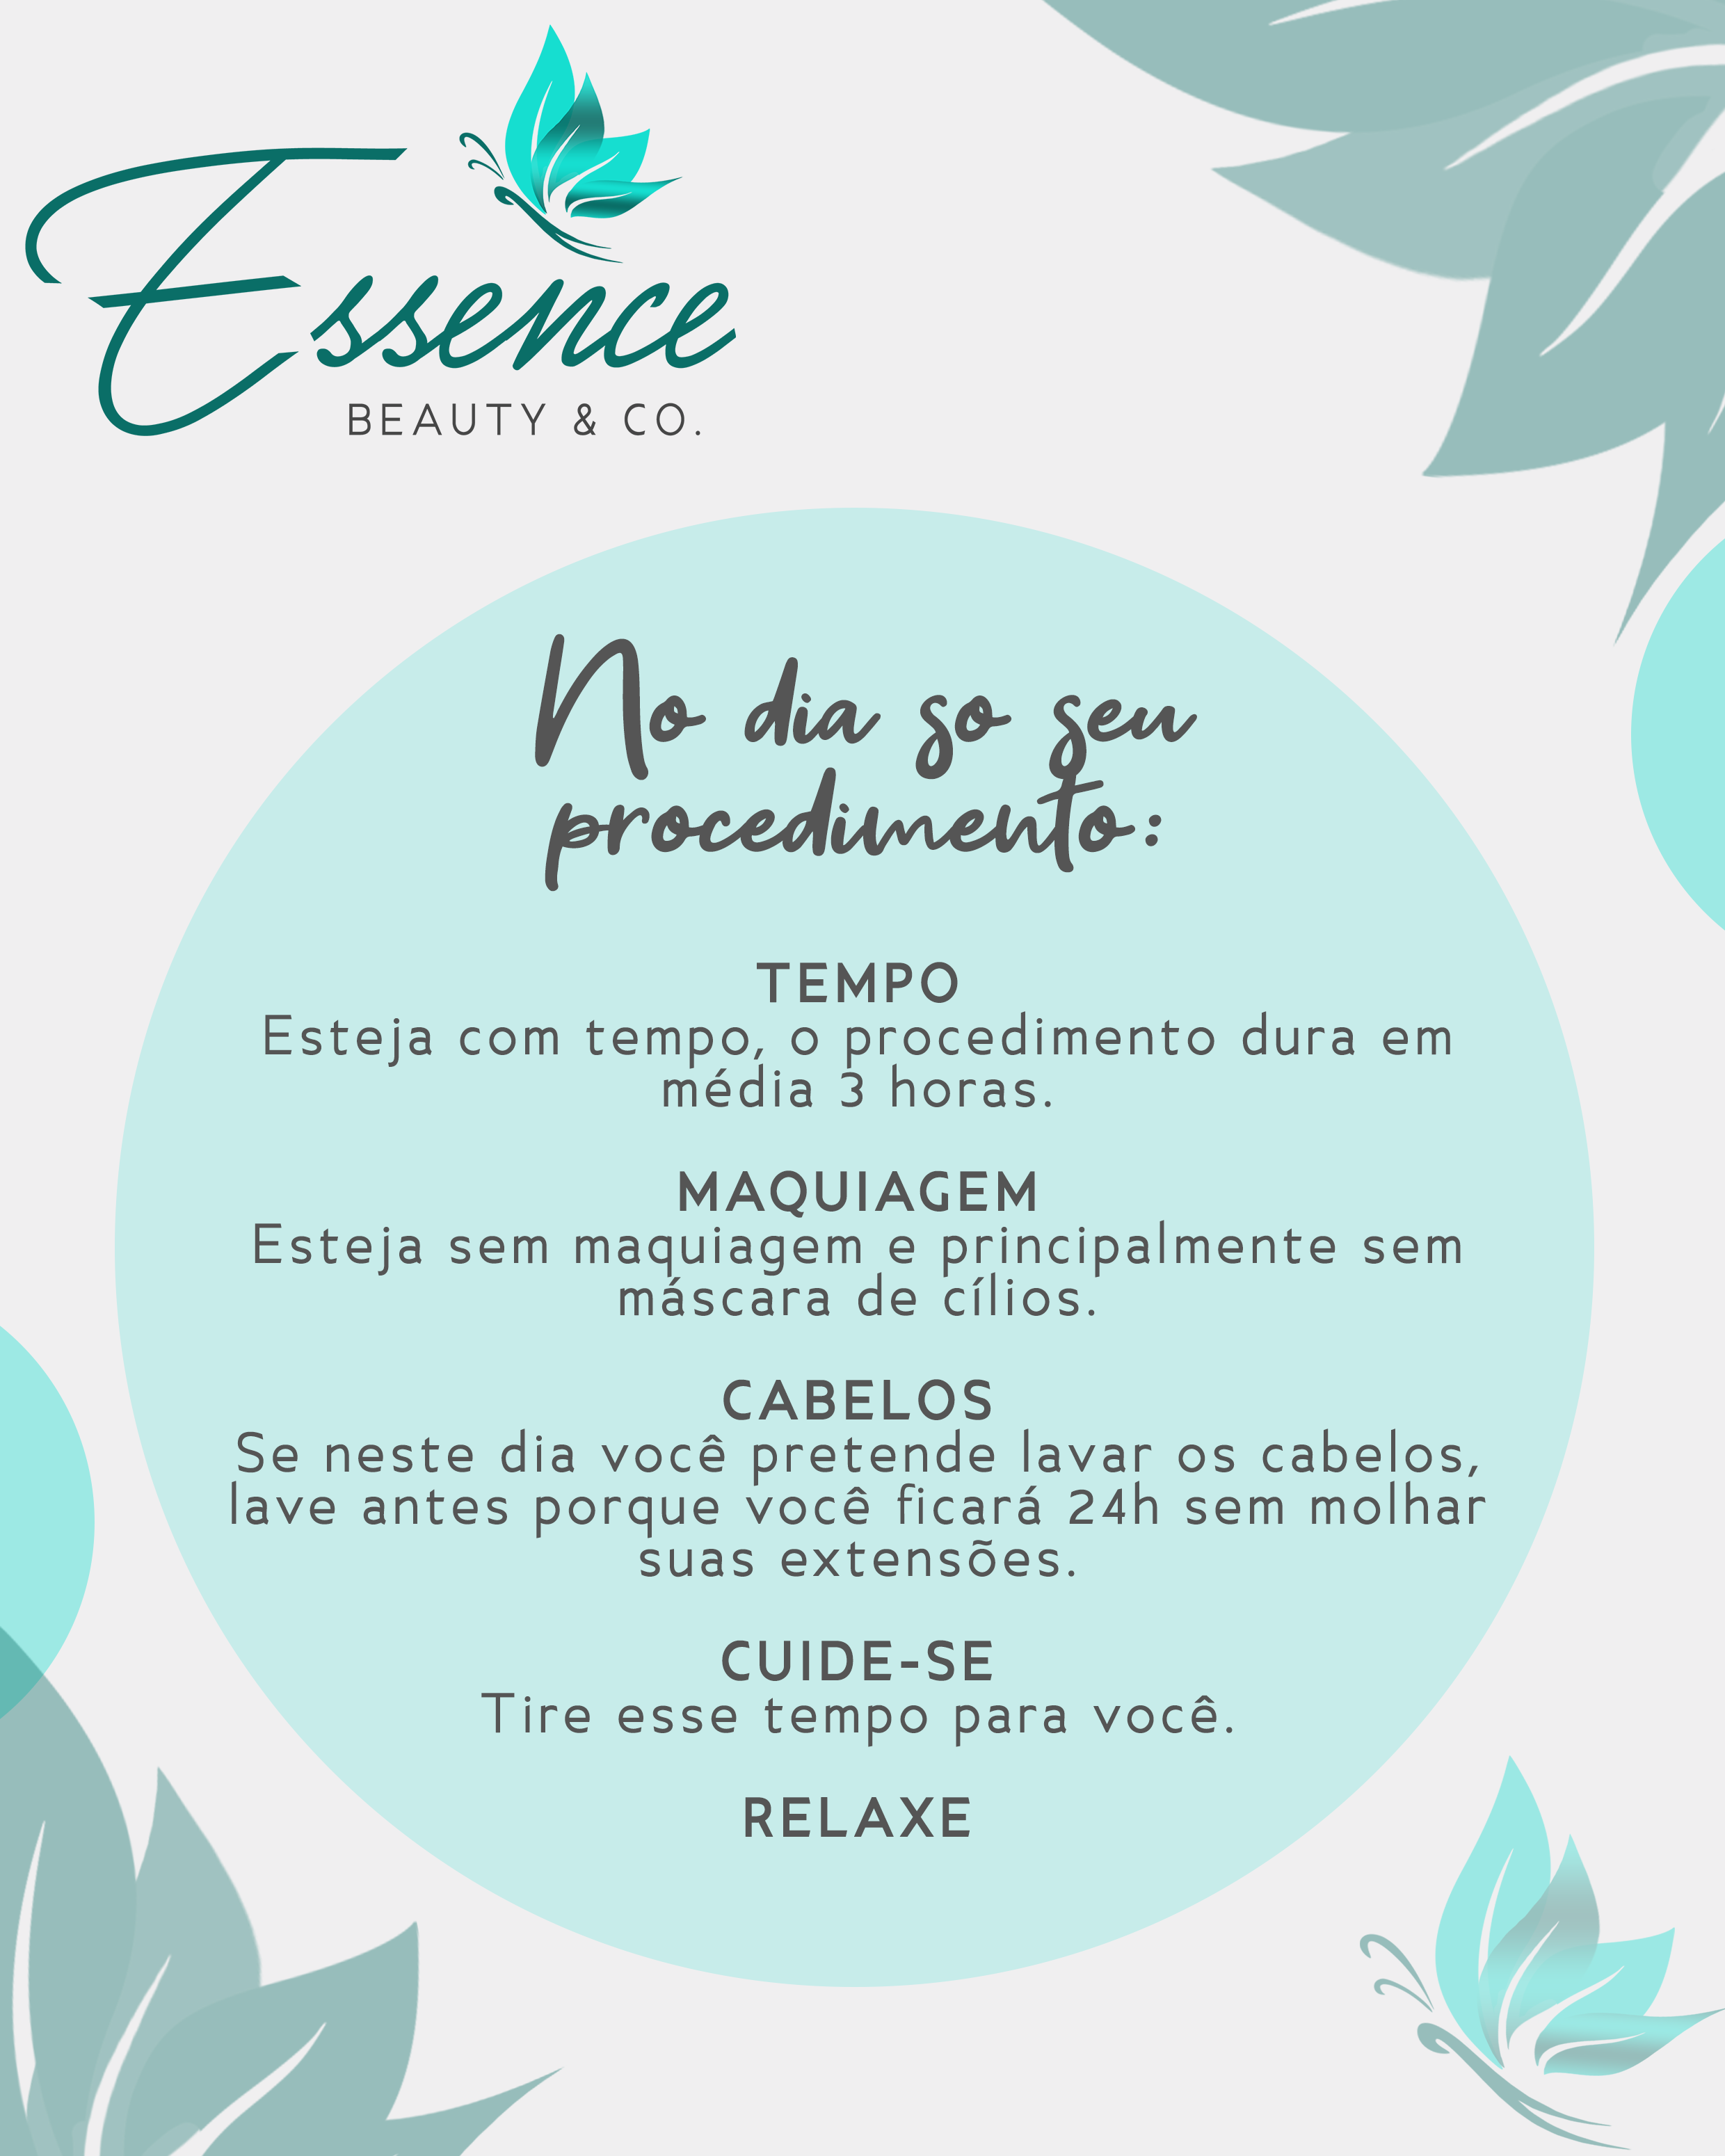 Essence
BEAUTY & CO.
No dia so seu
procedimento:
TEMPO
Esteja com tempo, o procedimento dura em
média 3 horas.
MAQUIAGEM
Esteja sem maquiagem e principalmente sem
máscara de cílios.
CABELOS
Se neste dia você pretende lavar os cabelos,
lave antes porque você ficará 24h sem molhar
suas extensões.
CUIDE-SE
Tire esse tempo para você.
RELAXE